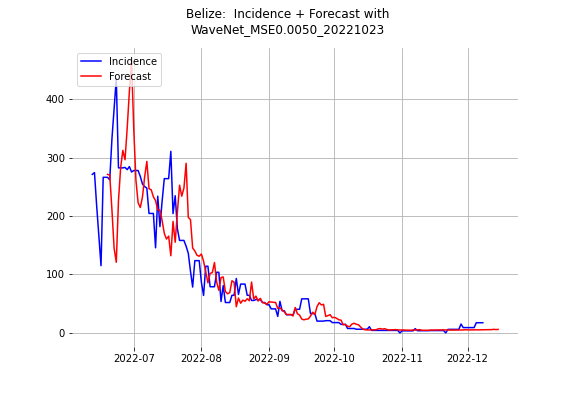 Belize:  Incidence + Forecast with
WaveNet_MSE0.0050_20221023
Incidence
Forecast
400
300
200
100
0
2022-07
2022-08
2022-09
2022-10
2022-11
2022-12